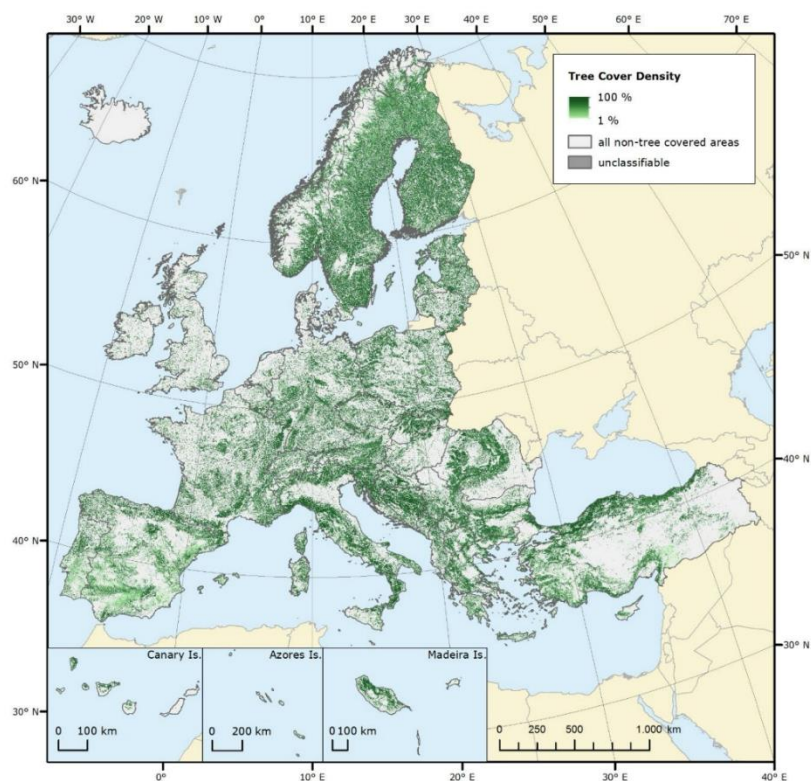 30° W 20° W 10° W 0° 10° E 20° E 30° E 40° E 50° E 60° E 70° E
Tree Cover Density
100 %
1 %
all non-tree covered areas
unclassifiable
60° N
50° N
50° N
40° N
40° N
30° N
Canary Is.
Azores Is.
Madeira Is.
0 100 km
0 200 km
0 100 km
0 250 500 1.000 km
30° N
0° 10° E 20° E 30° E 40° E